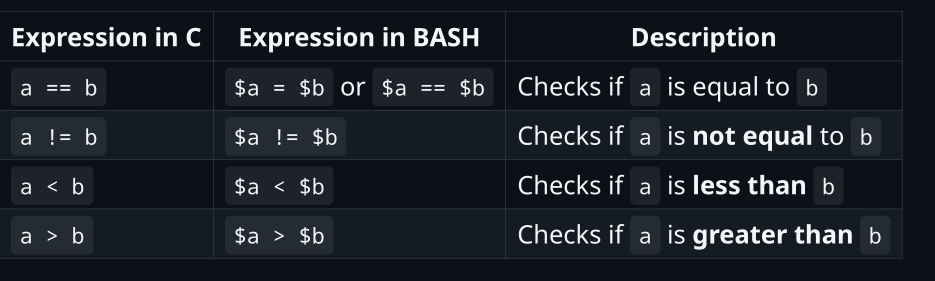 Expression in C Expression in BASH Description
a == b $a = $b or $a == $b Checks if a is equal to b
a != b $a != $b Checks if a is not equal to b
a < b $a < $b Checks if a is less than b
a > b $a > $b Checks if a is greater than b